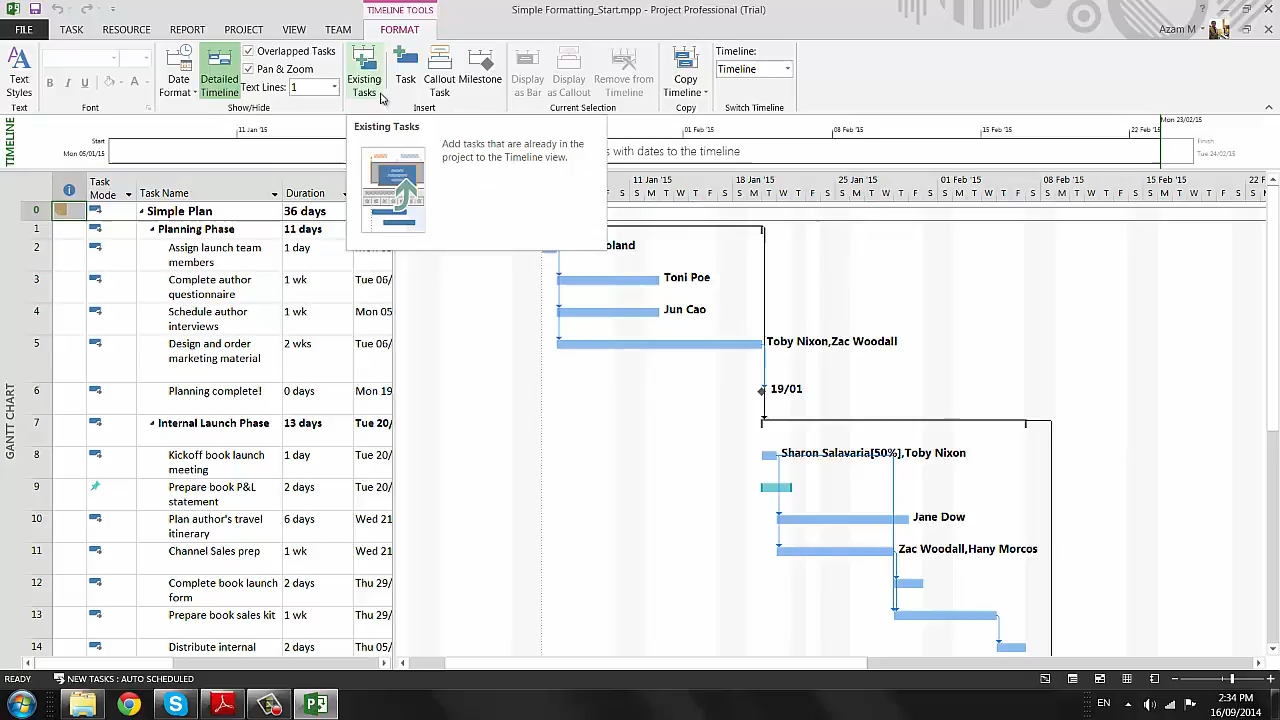 TIMELINE TOOLS
Simple Formatting_Start.mpp - Project Professional (Trial)
FILE
TASK
RESOURCE
REPORT
PROJECT
VIEW
TEAM
FORMAT
Azam M
Text Styles
Text
B I U
Font
Date Format
Detailed Timeline
Overlapped Tasks
Pan & Zoom
Text Lines: 1
Show/Hide
Existing Tasks
Task
Callout Task
Milestone
Insert
Display as Bar
Display as Callout
Remove from Timeline
Current Selection
Copy Timeline
Copy
Timeline:
Timeline
Switch Timeline
TIMELINE
Start
Mon 05/01/15
11 Jan '15
01 Feb '15
08 Feb '15
15 Feb '15
22 Feb '15
Mon 23/02/15
s with dates to the timeline
Finish
Tue 24/02/15
Existing Tasks
Add tasks that are already in the
project to the Timeline view.
GANTT CHART
Task Mode
Task Name
Duration
11 Jan '15
18 Jan '15
25 Jan '15
01 Feb '15
08 Feb '15
15 Feb '15
22 F
S M T W T F S S M T W T F S S M T W T F S S M T W T F S S M T W T F S S M T W T F S
0 Simple Plan 36 days
1 Planning Phase 11 days
2 Assign launch team members 1 day
oland
3 Complete author questionnaire 1 wk Tue 06/
Toni Poe
4 Schedule author interviews 1 wk Mon 05
Jun Cao
5 Design and order marketing material 2 wks Tue 06/
Toby Nixon,Zac Woodall
6 Planning complete! 0 days Mon 19
19/01
7 Internal Launch Phase 13 days Tue 20/
8 Kickoff book launch meeting 1 day Tue 20/
Sharon Salavaria[50%],Toby Nixon
9 Prepare book P&L statement 2 days Tue 20/
10 Plan author's travel itinerary 6 days Wed 21
Jane Dow
11 Channel Sales prep 1 wk Wed 21
Zac Woodall,Hany Morcos
12 Complete book launch form 2 days Thu 29/
13 Prepare book sales kit 1 wk Thu 29/
14 Distribute internal 2 days Thu 05/
READY
NEW TASKS : AUTO SCHEDULED
EN
2:34 PM
16/09/2014